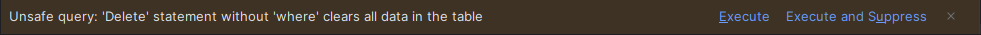 Unsafe query: 'Delete' statement without 'where' clears all data in the table Execute Execute and Suppress ×